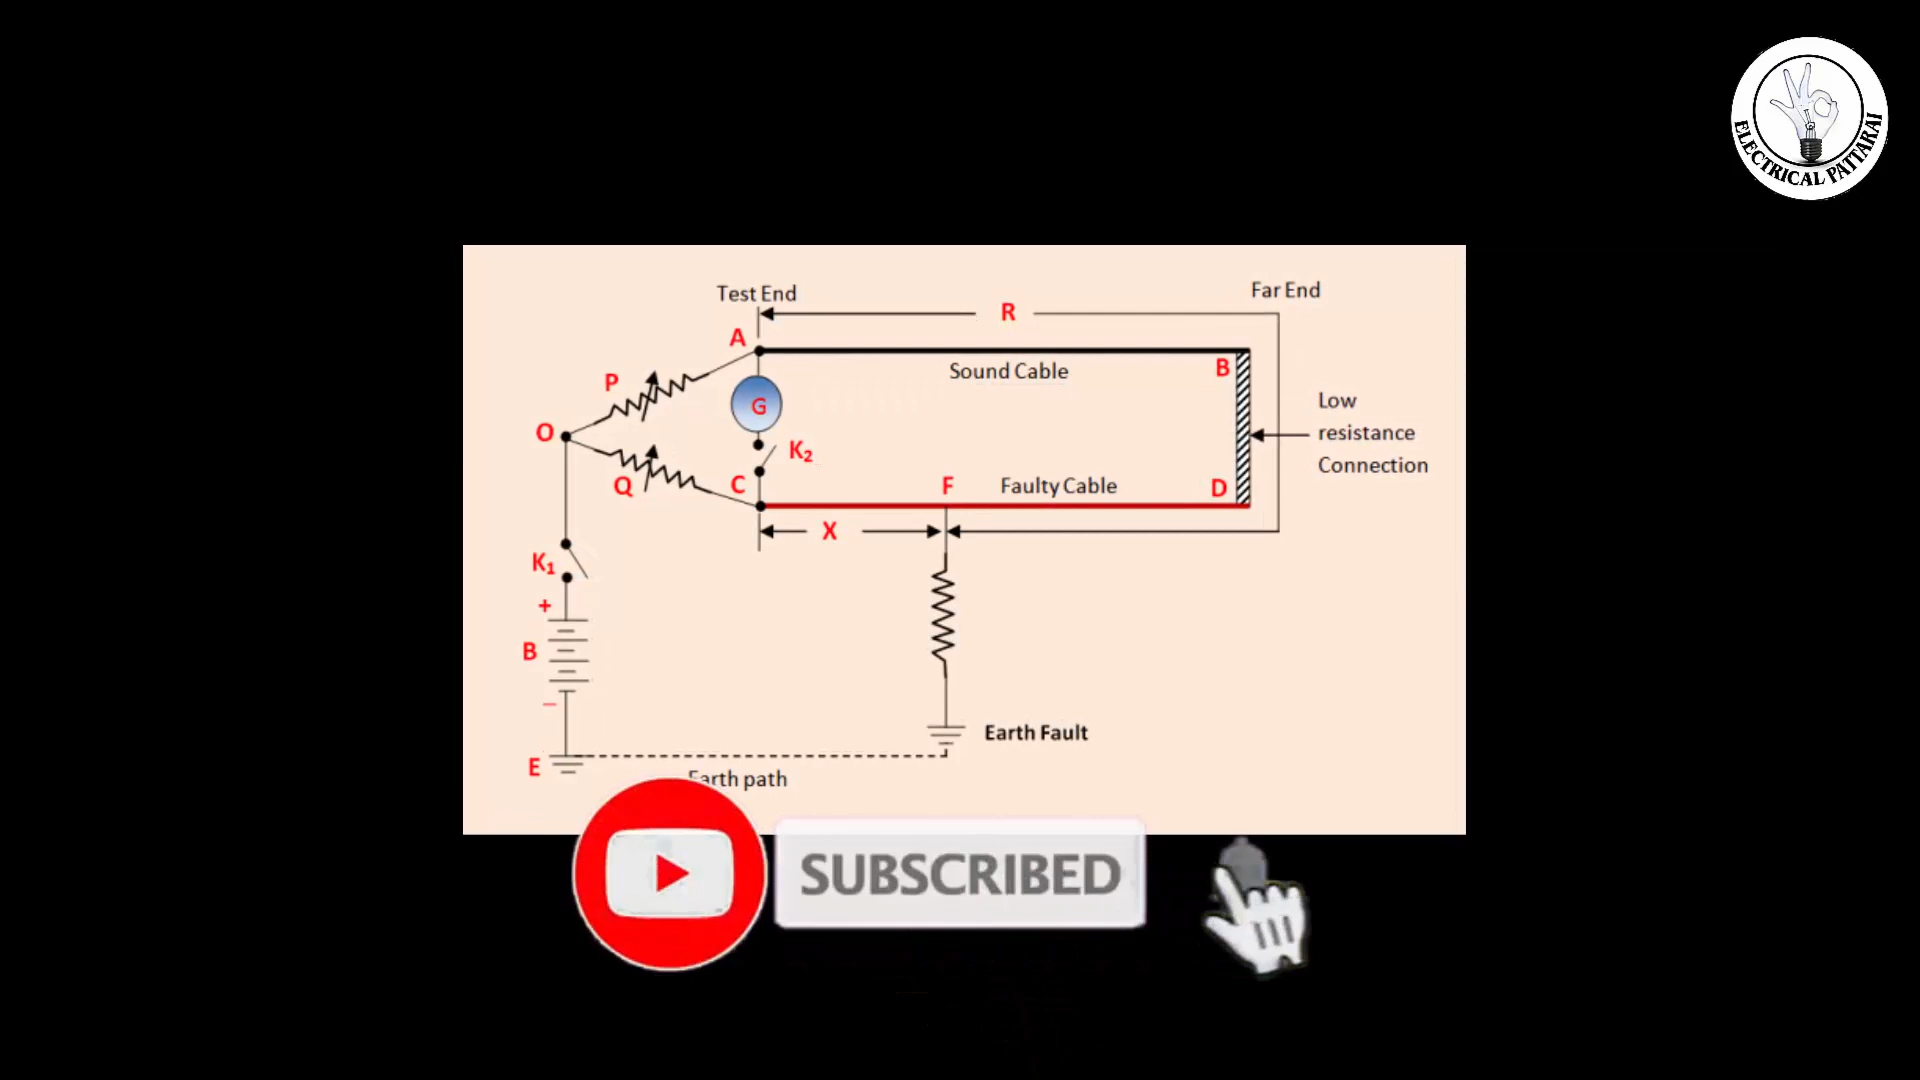 ELECTRICAL PATTARAI
Test End
Far End
R
A
B
Sound Cable
P
G
Low
resistance
Connection
O
K₂
Q
C
F
Faulty Cable
D
X
K₁
+
B
−
Earth Fault
E
Earth path
SUBSCRIBED